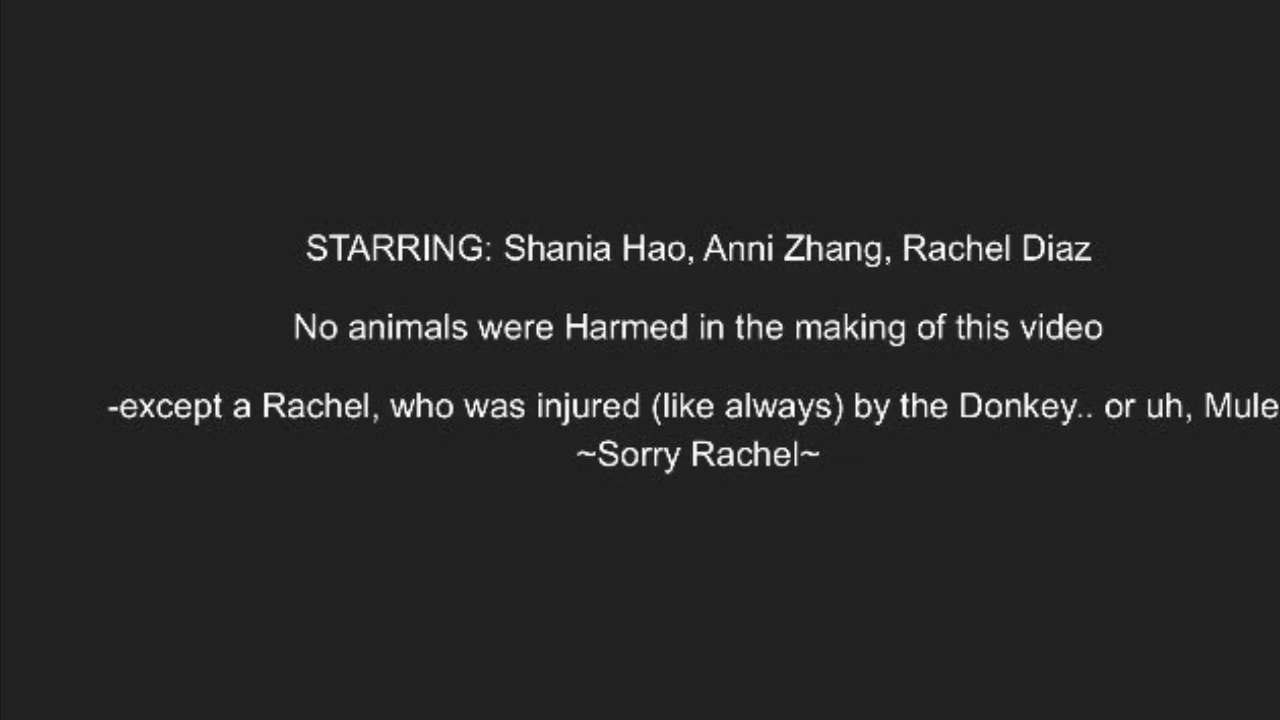 STARRING: Shania Hao, Anni Zhang, Rachel Diaz
No animals were Harmed in the making of this video
-except a Rachel, who was injured (like always) by the Donkey.. or uh, Mule
~Sorry Rachel~